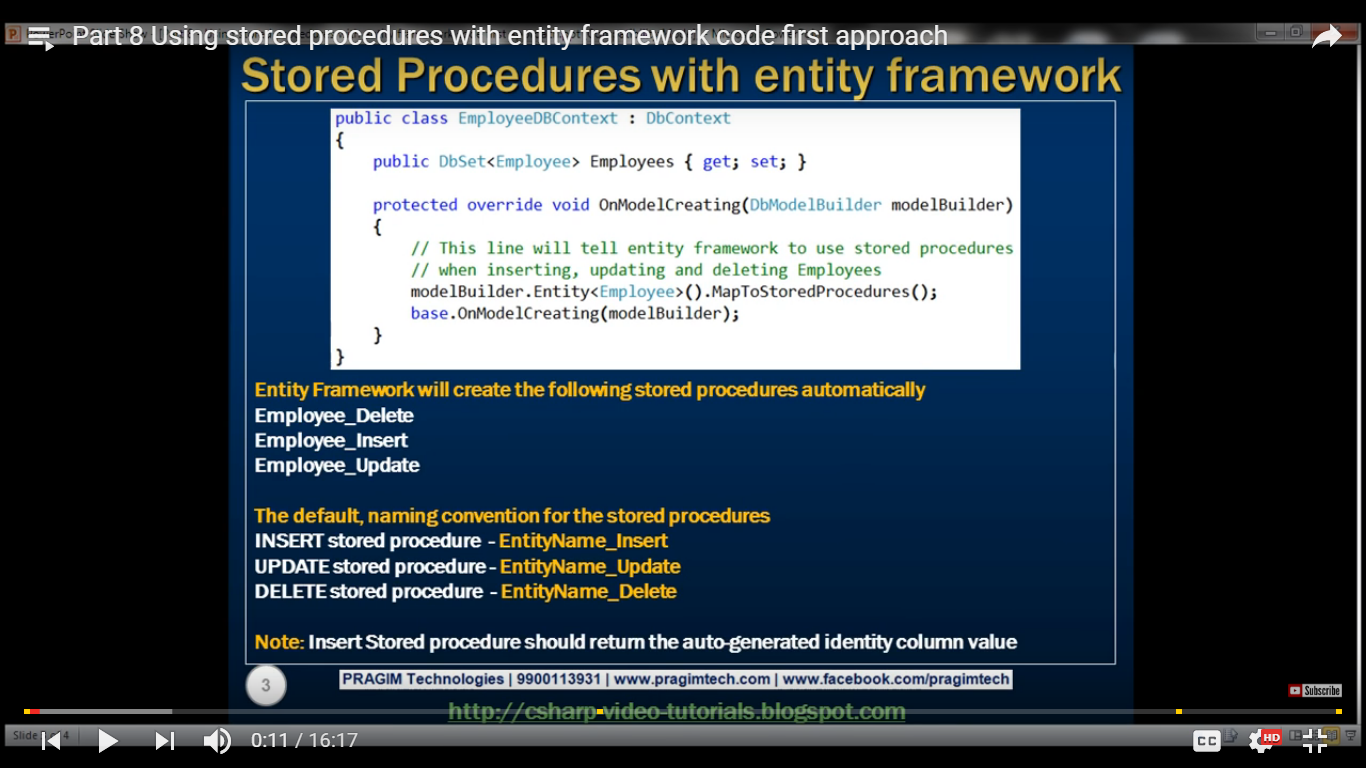 Part 8 Using stored procedures with entity framework code first approach
Stored Procedures with entity framework
public class EmployeeDBContext : DbContext
{
public DbSet<Employee> Employees { get; set; }
protected override void OnModelCreating(DbModelBuilder modelBuilder)
{
// This line will tell entity framework to use stored procedures
// when inserting, updating and deleting Employees
modelBuilder.Entity<Employee>().MapToStoredProcedures();
base.OnModelCreating(modelBuilder);
}
}
Entity Framework will create the following stored procedures automatically
Employee_Delete
Employee_Insert
Employee_Update
The default, naming convention for the stored procedures
INSERT stored procedure - EntityName_Insert
UPDATE stored procedure - EntityName_Update
DELETE stored procedure - EntityName_Delete
Note: Insert Stored procedure should return the auto-generated identity column value
3
PRAGIM Technologies | 9900113931 | www.pragimtech.com | www.facebook.com/pragimtech
Subscribe
http://csharp-video-tutorials.blogspot.com
Slide 4
0:11 / 16:17
CC
HD